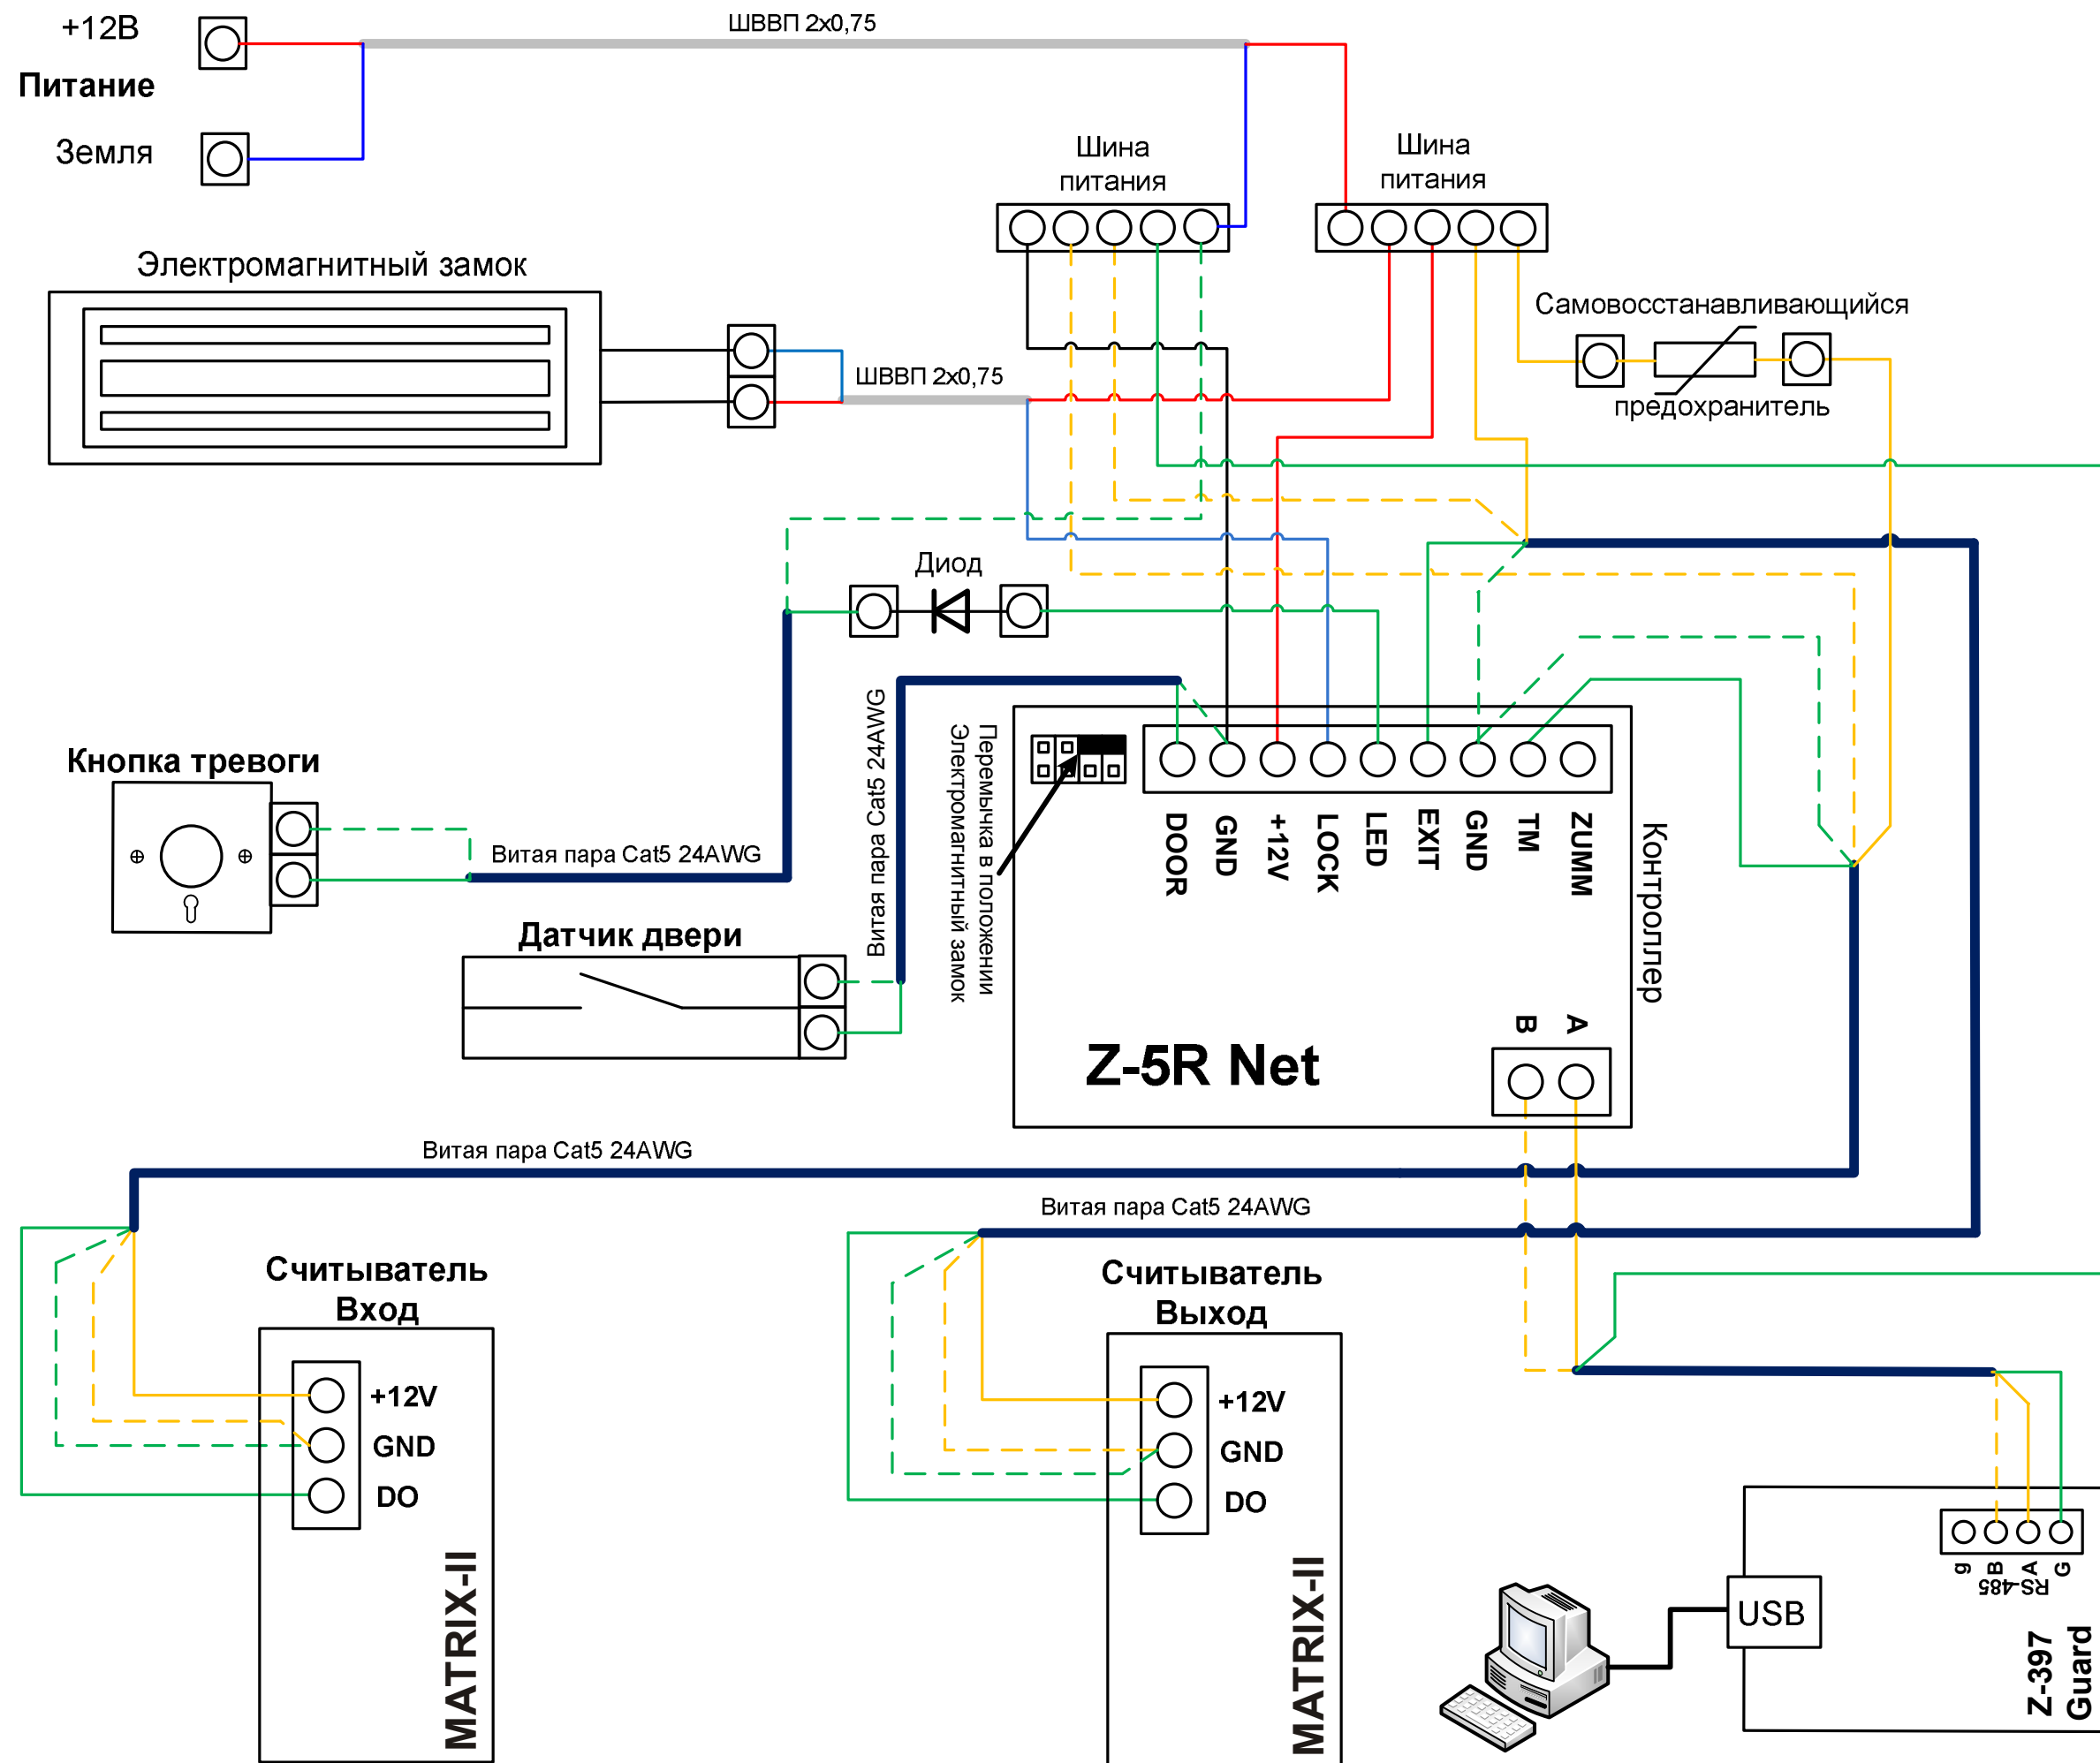 +12В
ШВВП 2х0,75
Питание
Земля
Шина
питания
Шина
питания
Электромагнитный замок
Самовосстанавливающийся
предохранитель
ШВВП 2х0,75
Диод
Витая пара Cat5 24AWG
Перемычка в положении
Электромагнитный замок
DOOR
GND
+12V
LOCK
LED
EXIT
GND
TM
ZUMM
Контроллер
Кнопка тревоги
Витая пара Cat5 24AWG
Датчик двери
B
A
Z-5R Net
Витая пара Cat5 24AWG
Витая пара Cat5 24AWG
Считыватель
Вход
+12V
GND
DO
MATRIX-II
Считыватель
Выход
+12V
GND
DO
MATRIX-II
g
B
A
G
RS-485
USB
Z-397
Guard